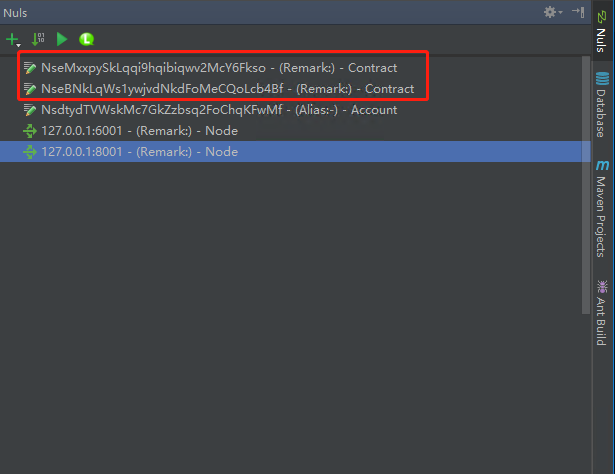 Nuls
NseMxxpySkLqqi9hqibiqwv2McY6Fkso - (Remark:) - Contract
NseBNkLqWs1ywjvdNkdFoMeCQoLcb4Bf - (Remark:) - Contract
NsdtydTVWskMc7GkZzbsq2FoChqKFwMf - (Alias:-) - Account
127.0.0.1:6001 - (Remark:) - Node
127.0.0.1:8001 - (Remark:) - Node
Nuls
Database
m Maven Projects
Ant Build